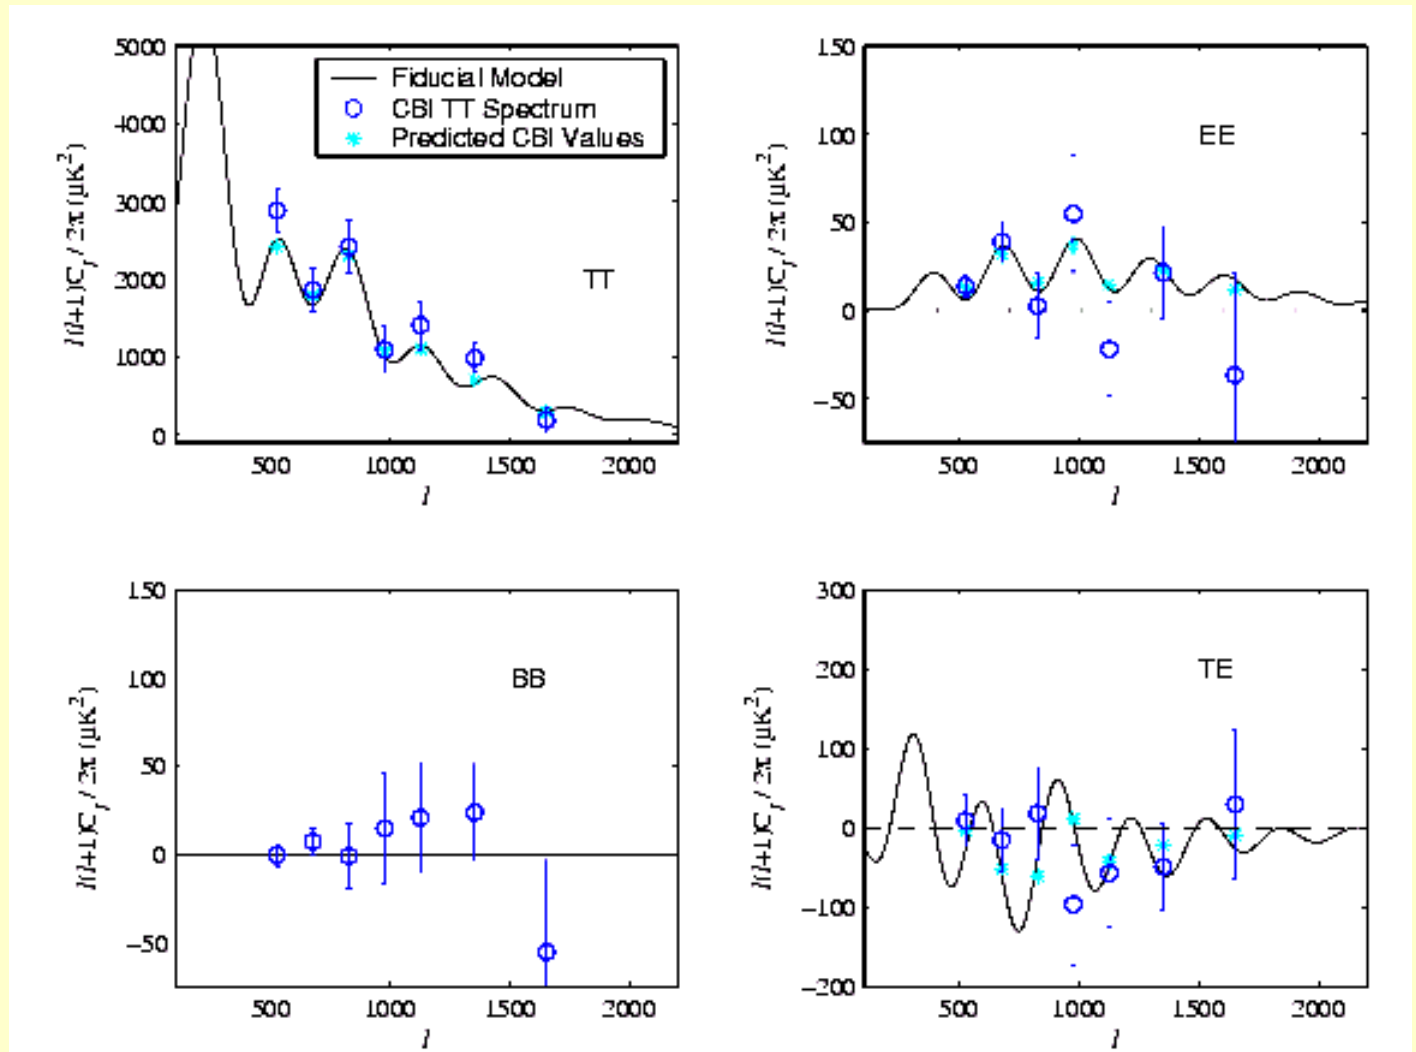 5000
4000
3000
2000
1000
0
l(l+1)C_l / 2π (μK²)
Fiducial Model
CBI TT Spectrum
Predicted CBI Values
TT
500
1000
1500
2000
l
150
100
50
0
−50
l(l+1)C_l / 2π (μK²)
EE
500
1000
1500
2000
l
150
100
50
0
−50
l(l+1)C_l / 2π (μK²)
BB
500
1000
1500
2000
l
300
200
100
0
−100
−200
l(l+1)C_l / 2π (μK²)
TE
500
1000
1500
2000
l